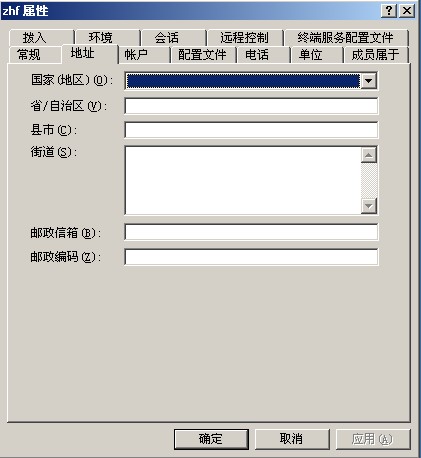 zhf 属性
拨入 环境 会话 远程控制 终端服务配置文件
常规 地址 帐户 配置文件 电话 单位 成员属于
国家(地区)(O):
省/自治区(V):
县市(C):
街道(S):
邮政信箱(B):
邮政编码(Z):
确定 取消 应用(A)